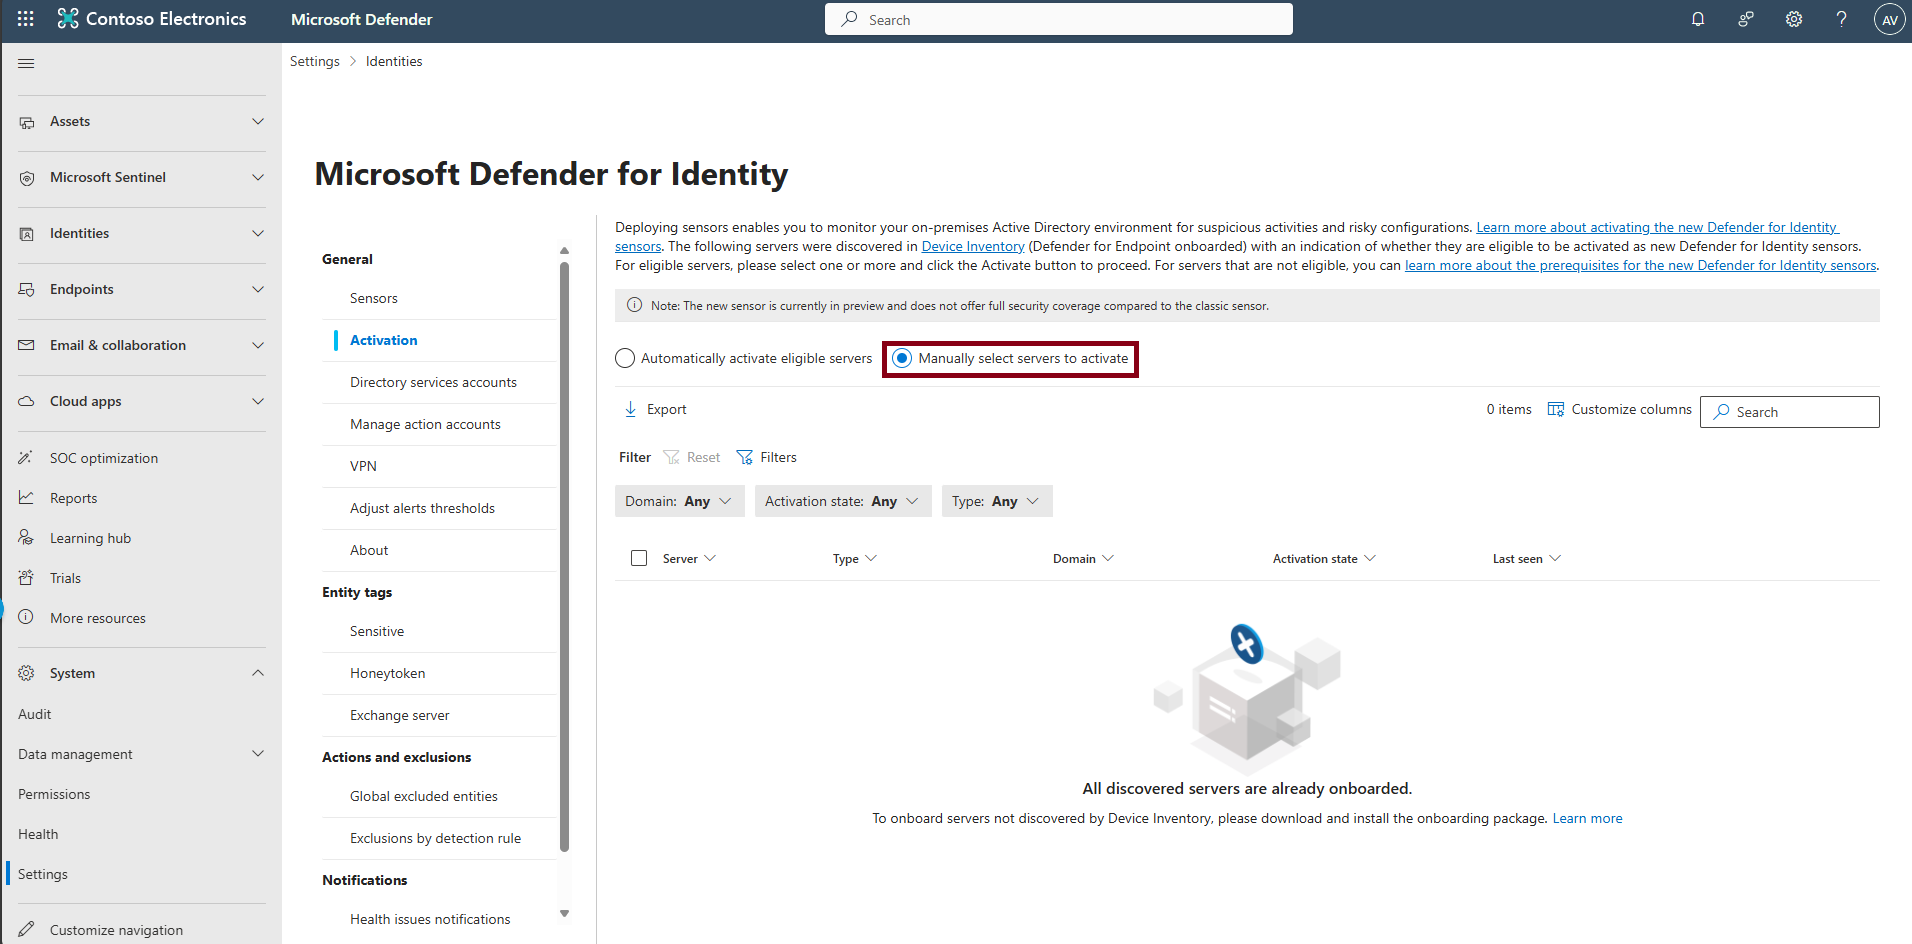 Contoso Electronics
Microsoft Defender
Search
AV
Assets
Microsoft Sentinel
Identities
Endpoints
Email & collaboration
Cloud apps
SOC optimization
Reports
Learning hub
Trials
More resources
System
Audit
Data management
Permissions
Health
Settings
Customize navigation
Settings > Identities
Microsoft Defender for Identity
General
Sensors
Activation
Directory services accounts
Manage action accounts
VPN
Adjust alerts thresholds
About
Entity tags
Sensitive
Honeytoken
Exchange server
Actions and exclusions
Global excluded entities
Exclusions by detection rule
Notifications
Health issues notifications
Deploying sensors enables you to monitor your on-premises Active Directory environment for suspicious activities and risky configurations. Learn more about activating the new Defender for Identity
sensors. The following servers were discovered in Device Inventory (Defender for Endpoint onboarded) with an indication of whether they are eligible to be activated as new Defender for Identity sensors.
For eligible servers, please select one or more and click the Activate button to proceed. For servers that are not eligible, you can learn more about the prerequisites for the new Defender for Identity sensors.
Note: The new sensor is currently in preview and does not offer full security coverage compared to the classic sensor.
Automatically activate eligible servers Manually select servers to activate
Export 0 items Customize columns Search
Filter Reset Filters
Domain: Any Activation state: Any Type: Any
Server Type Domain Activation state Last seen
All discovered servers are already onboarded.
To onboard servers not discovered by Device Inventory, please download and install the onboarding package. Learn more